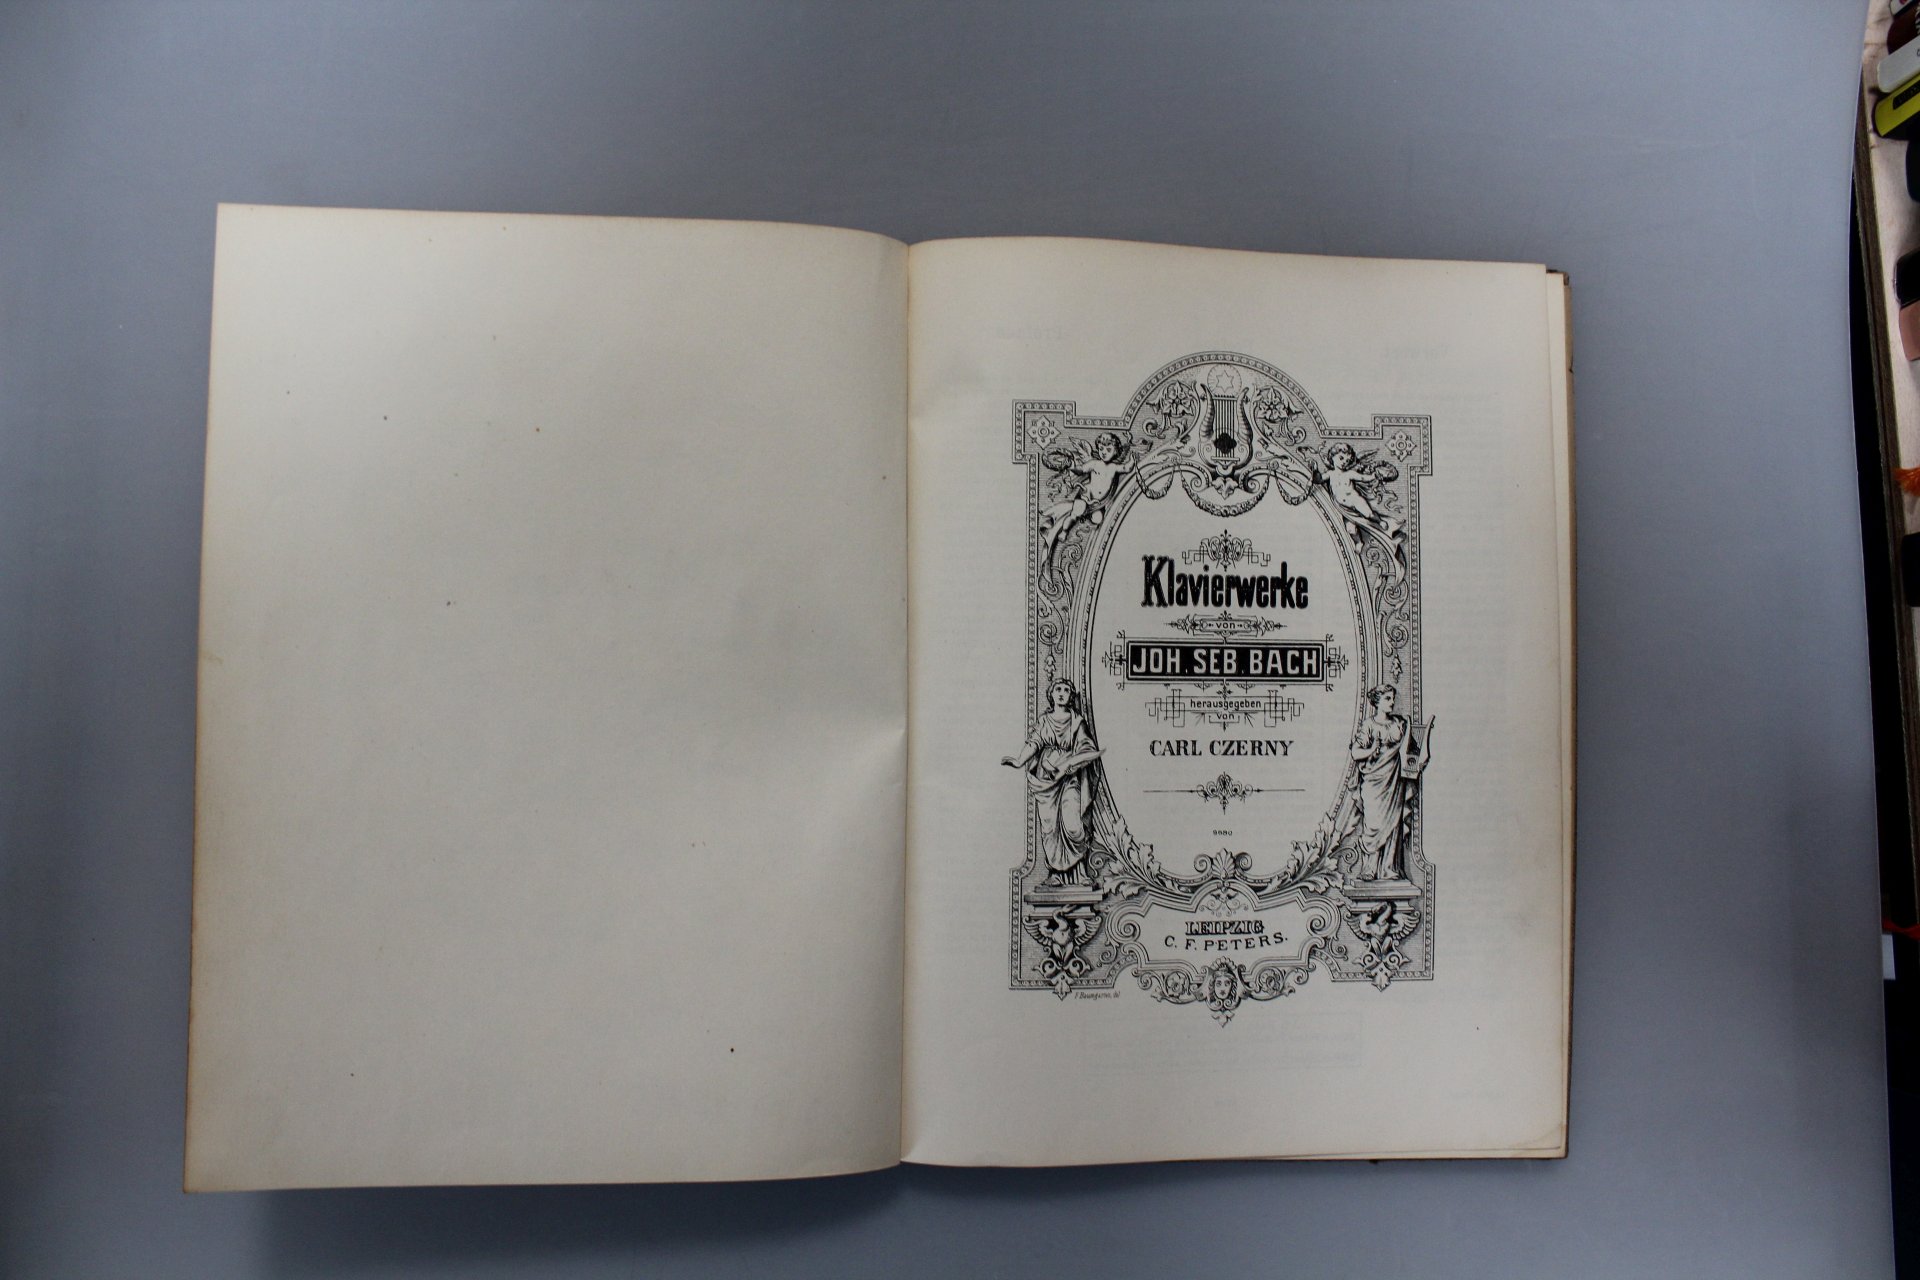 Klavierwerke
von
JOH. SEB. BACH
herausgegeben
von
CARL CZERNY
LEIPZIG
C. F. PETERS.